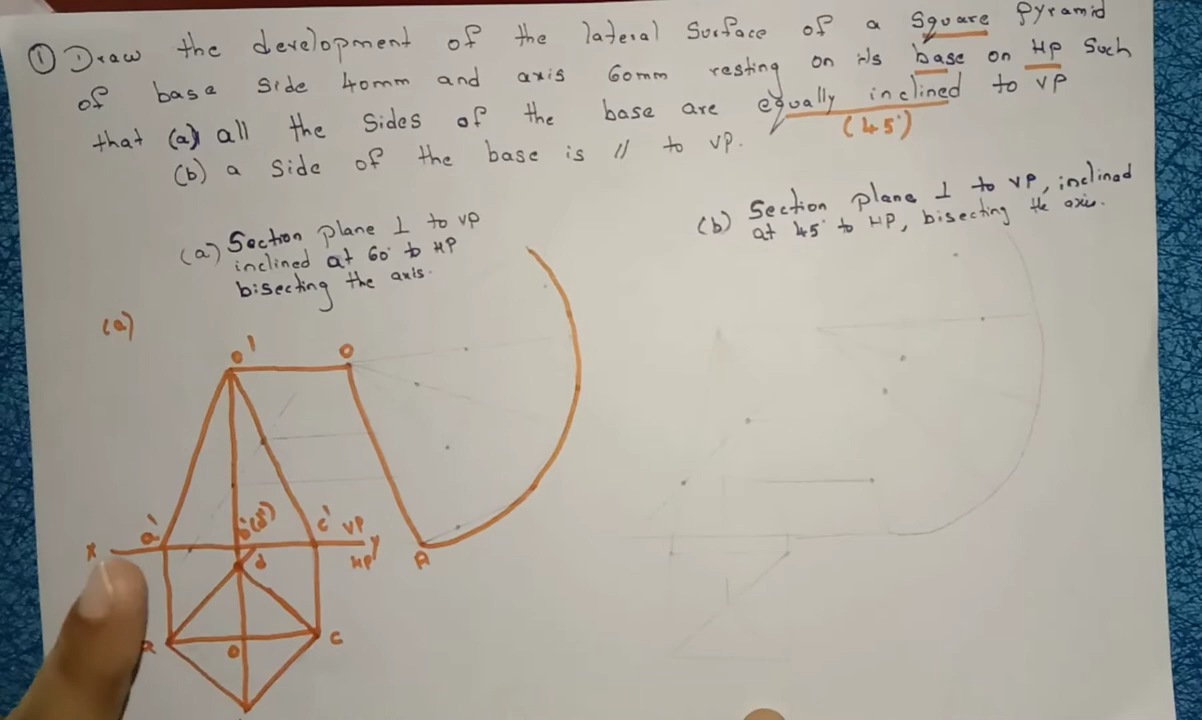 ① Draw the development of the lateral Surface of a Square Pyramid
of base side 40mm and axis 60mm resting on its base on HP Such
that (a) all the Sides of the base are equally inclined to VP
(45°)
(b) a side of the base is // to VP.
(a) Section plane ⊥ to VP
inclined at 60° to HP
bisecting the axis.
(b) Section plane ⊥ to VP, inclined
at 45° to HP, bisecting the axis.
(a)
o' O
a' c' VP
X Y
HP
d A
C
O